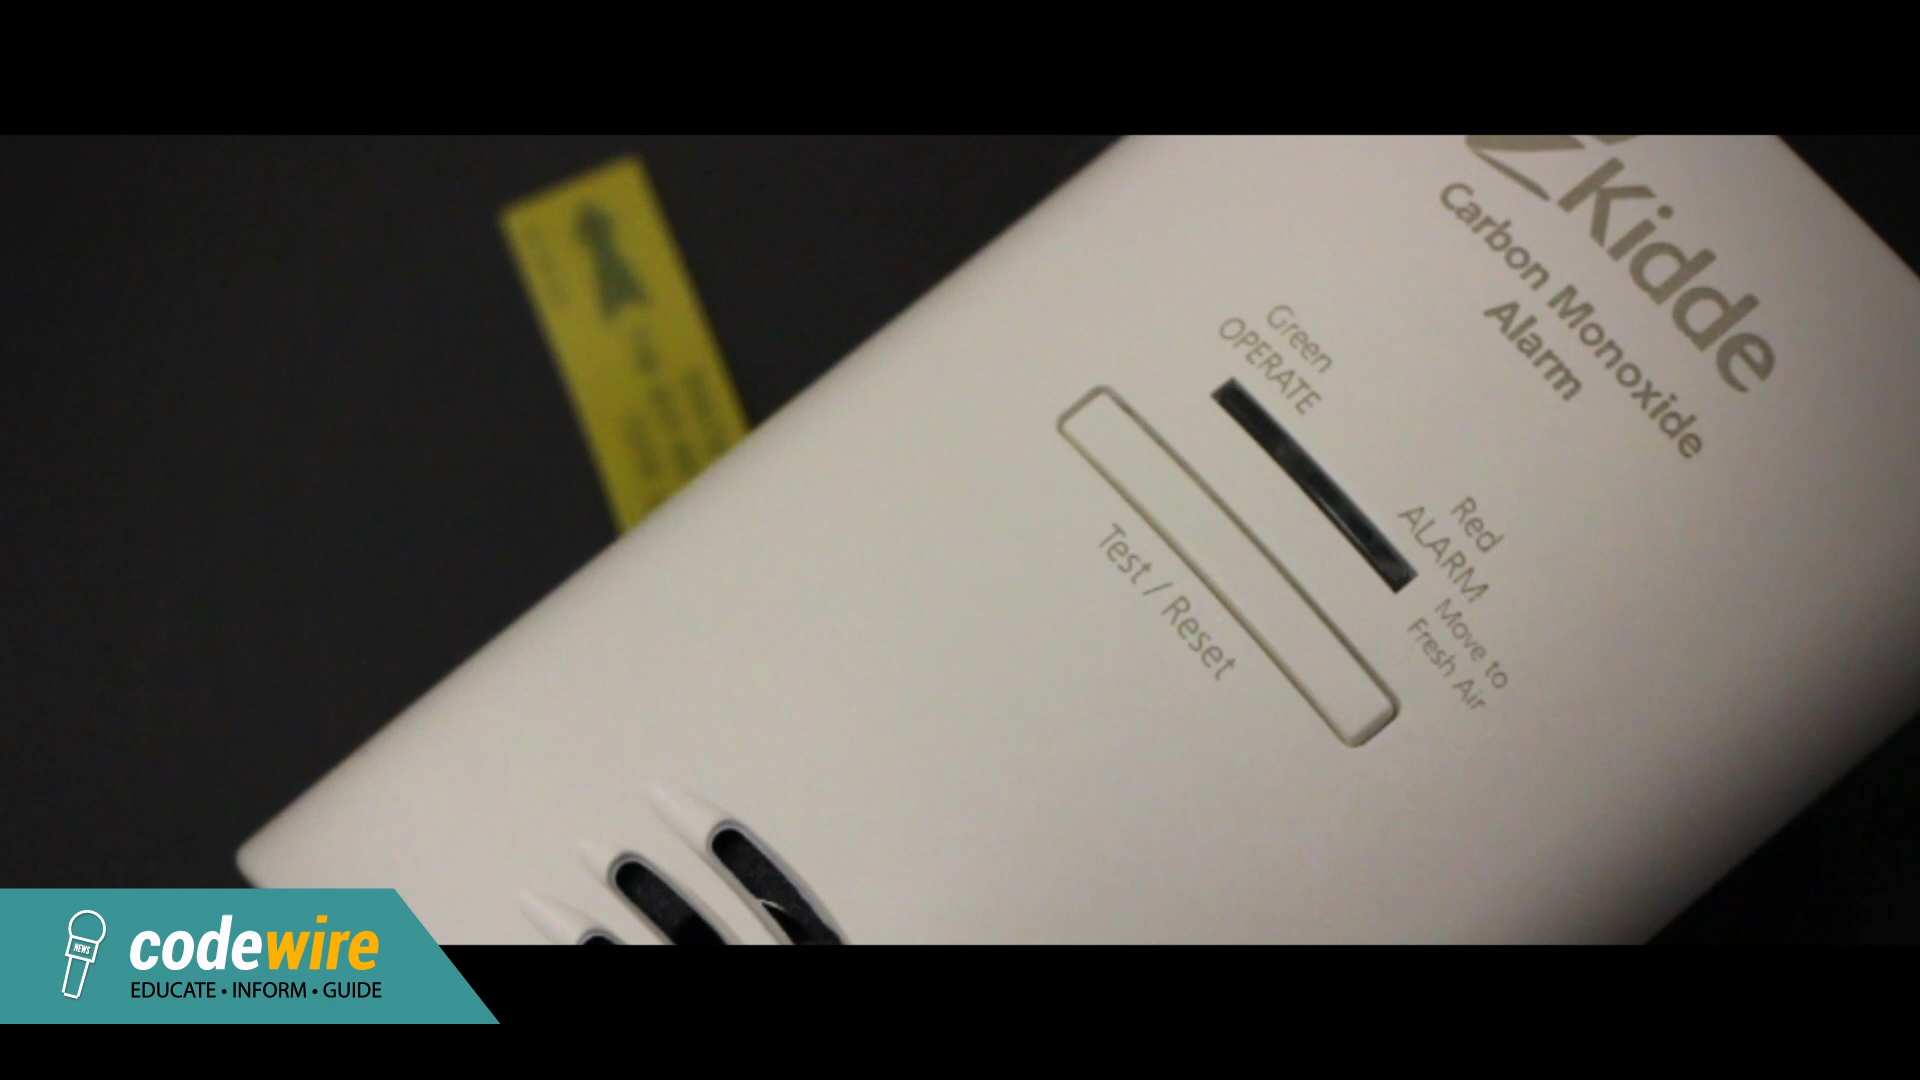 Kidde
Carbon Monoxide
Alarm
Green
OPERATE
Red
ALARM
Move to
Fresh Air
Test / Reset
NEWS
codewire
EDUCATE • INFORM • GUIDE